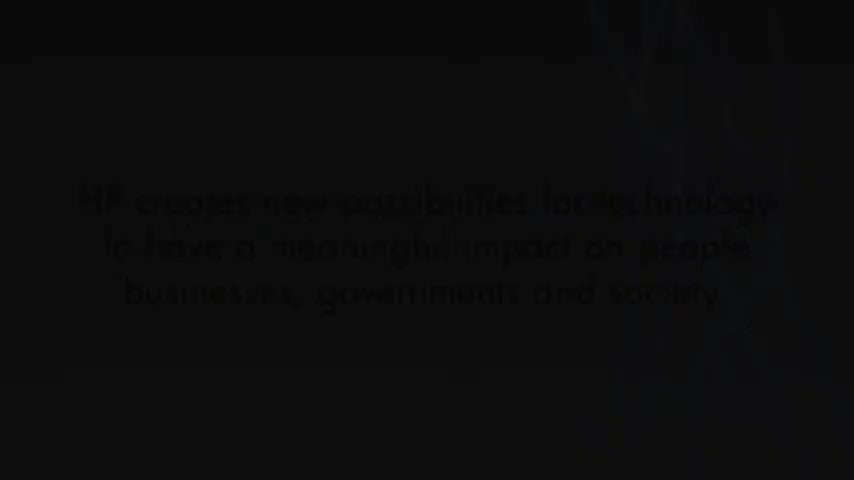 HP creates new possibilities for technology
to have a meaningful impact on people,
businesses, governments and society.